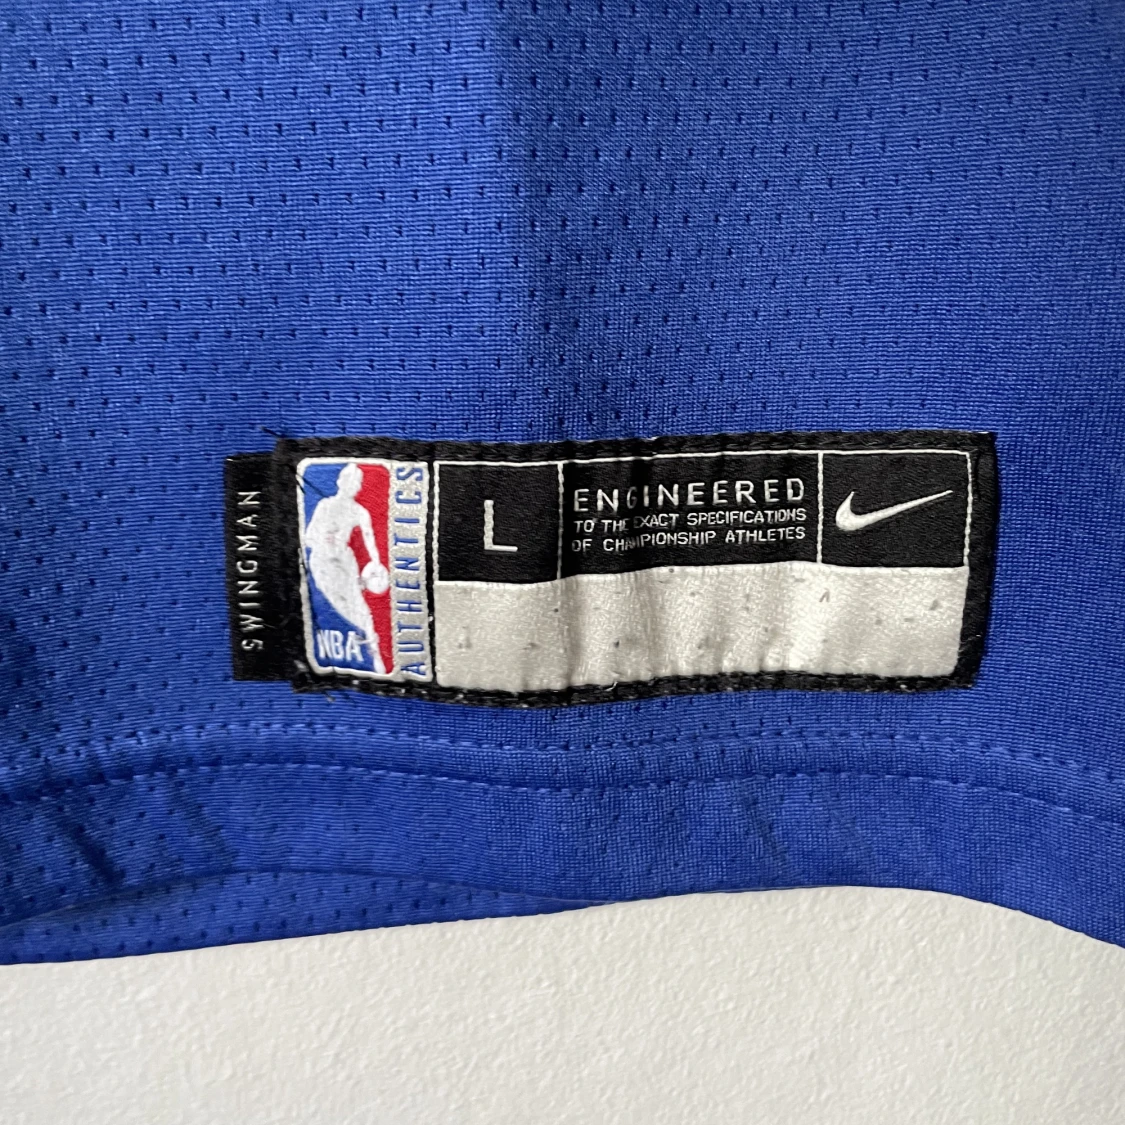 SWINGMAN
NBA
AUTHENTICS
L
ENGINEERED
TO THE EXACT SPECIFICATIONS
OF CHAMPIONSHIP ATHLETES